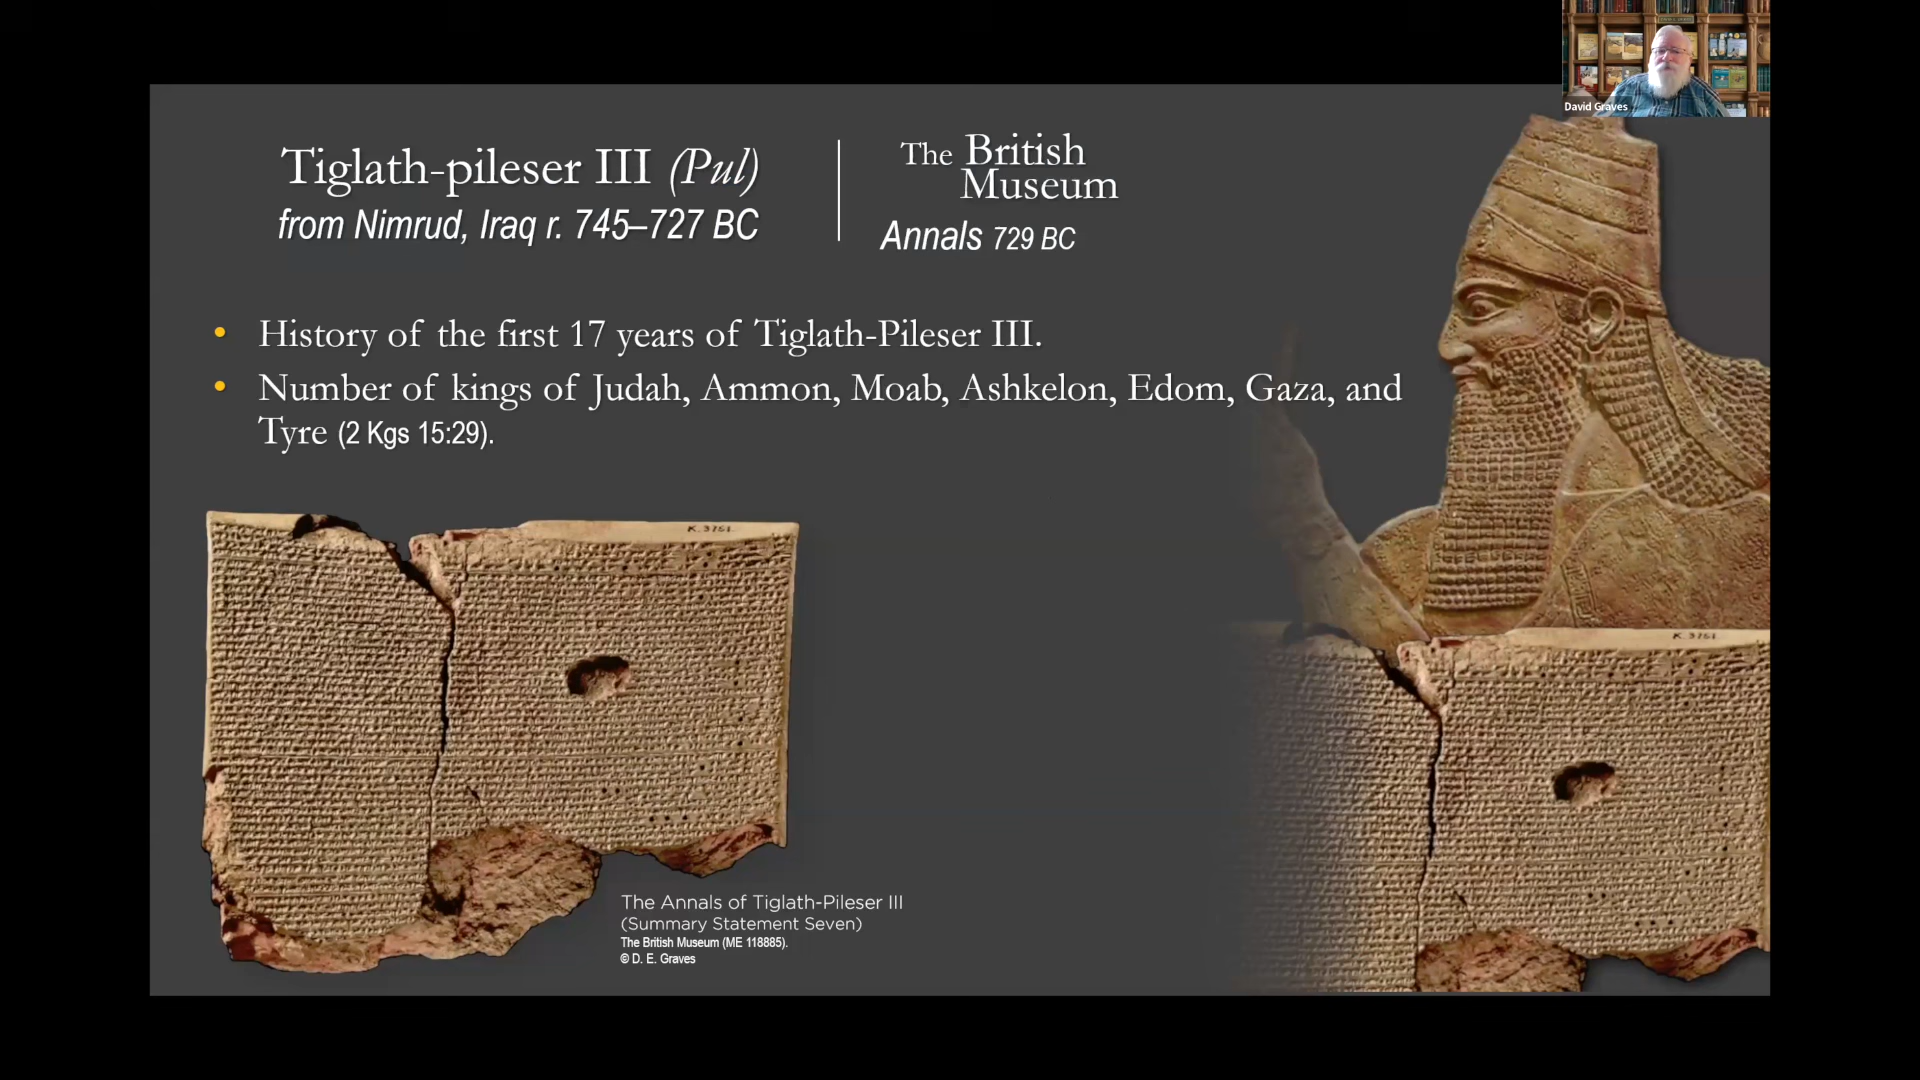 David Graves
Tiglath-pileser III (Pul)
from Nimrud, Iraq r. 745–727 BC
The British
Museum
Annals 729 BC
• History of the first 17 years of Tiglath-Pileser III.
• Number of kings of Judah, Ammon, Moab, Ashkelon, Edom, Gaza, and
Tyre (2 Kgs 15:29).
K. 3751
K 3751
The Annals of Tiglath-Pileser III
(Summary Statement Seven)
The British Museum (ME 118885).
© D. E. Graves